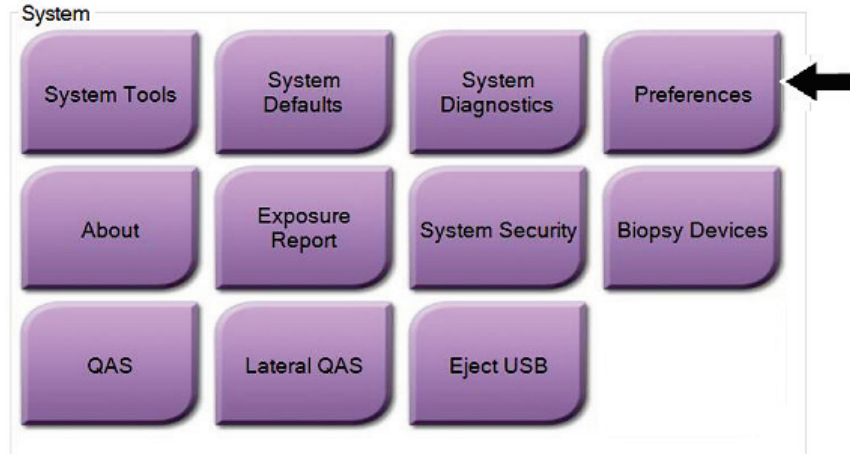 System
System Tools
System
Defaults
System
Diagnostics
Preferences
About
Exposure
Report
System Security
Biopsy Devices
QAS
Lateral QAS
Eject USB